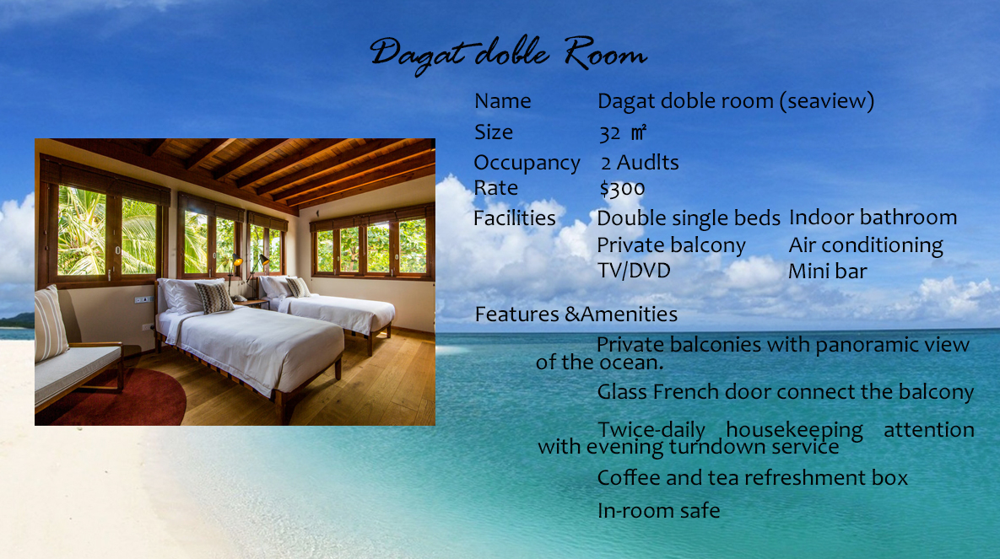 Dagat doble Room
Name Dagat doble room (seaview)
Size 32 ㎡
Occupancy 2 Audlts
Rate $300
Facilities Double single beds Indoor bathroom
Private balcony Air conditioning
TV/DVD Mini bar
Features &Amenities
Private balconies with panoramic view
of the ocean.
Glass French door connect the balcony
Twice-daily housekeeping attention
with evening turndown service
Coffee and tea refreshment box
In-room safe